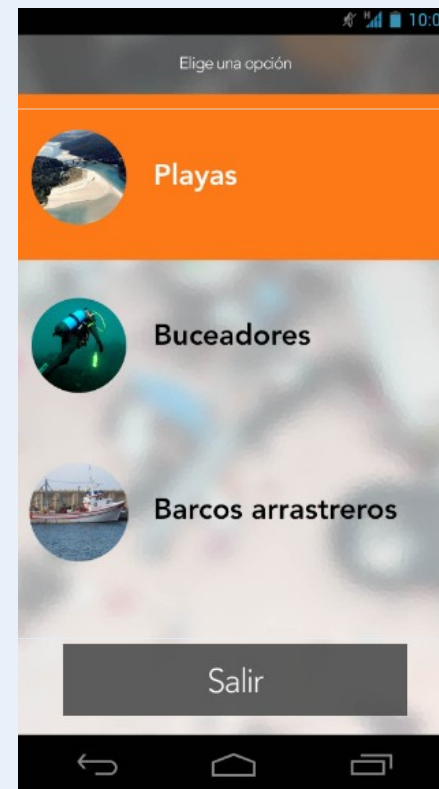 H 10:0
Elige una opción
Playas
Buceadores
Barcos arrastreros
Salir